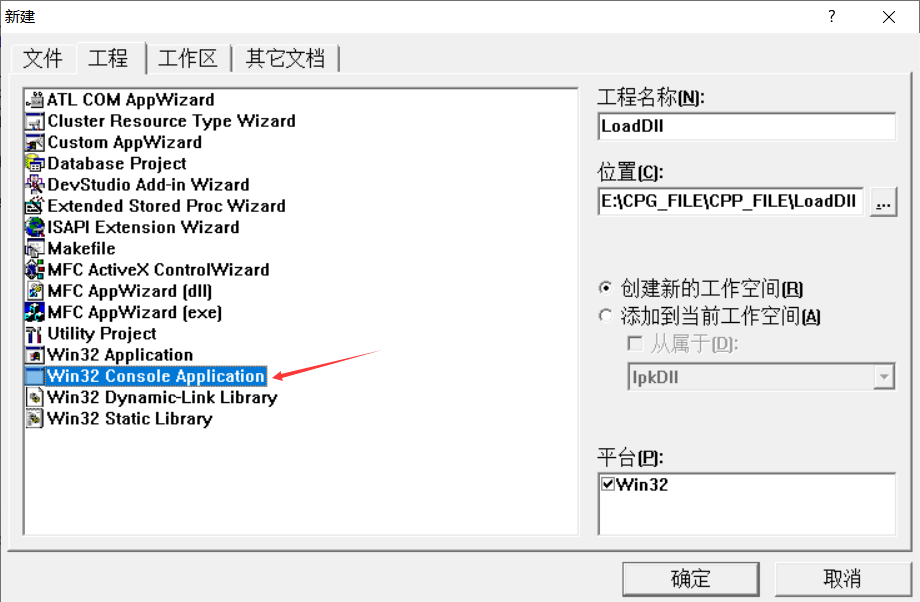 新建
?
文件 工程 工作区 其它文档
ATL COM AppWizard
Cluster Resource Type Wizard
Custom AppWizard
Database Project
DevStudio Add-in Wizard
Extended Stored Proc Wizard
ISAPI Extension Wizard
Makefile
MFC ActiveX ControlWizard
MFC AppWizard (dll)
MFC AppWizard (exe)
Utility Project
Win32 Application
Win32 Console Application
Win32 Dynamic-Link Library
Win32 Static Library
工程名称(N):
LoadDll
位置(C):
E:\CPG_FILE\CPP_FILE\LoadDll
...
创建新的工作空间(R)
添加到当前工作空间(A)
从属于(D):
lpkDll
平台(P):
Win32
确定 取消